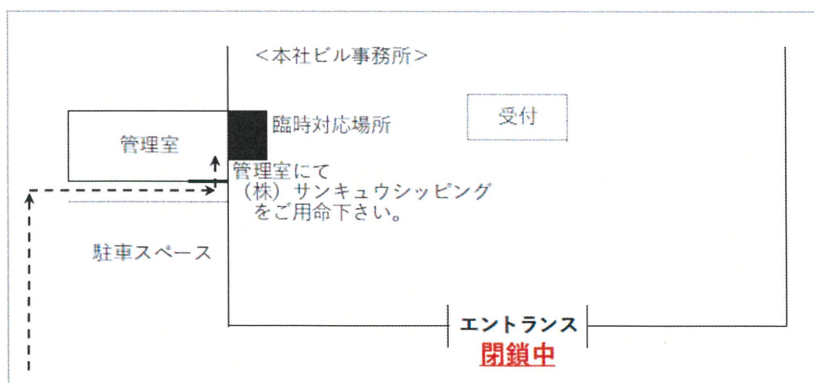 ＜本社ビル事務所＞
受付
臨時対応場所
管理室
管理室にて
（株）サンキュウシッピング
をご用命下さい。
駐車スペース
エントランス
閉鎖中